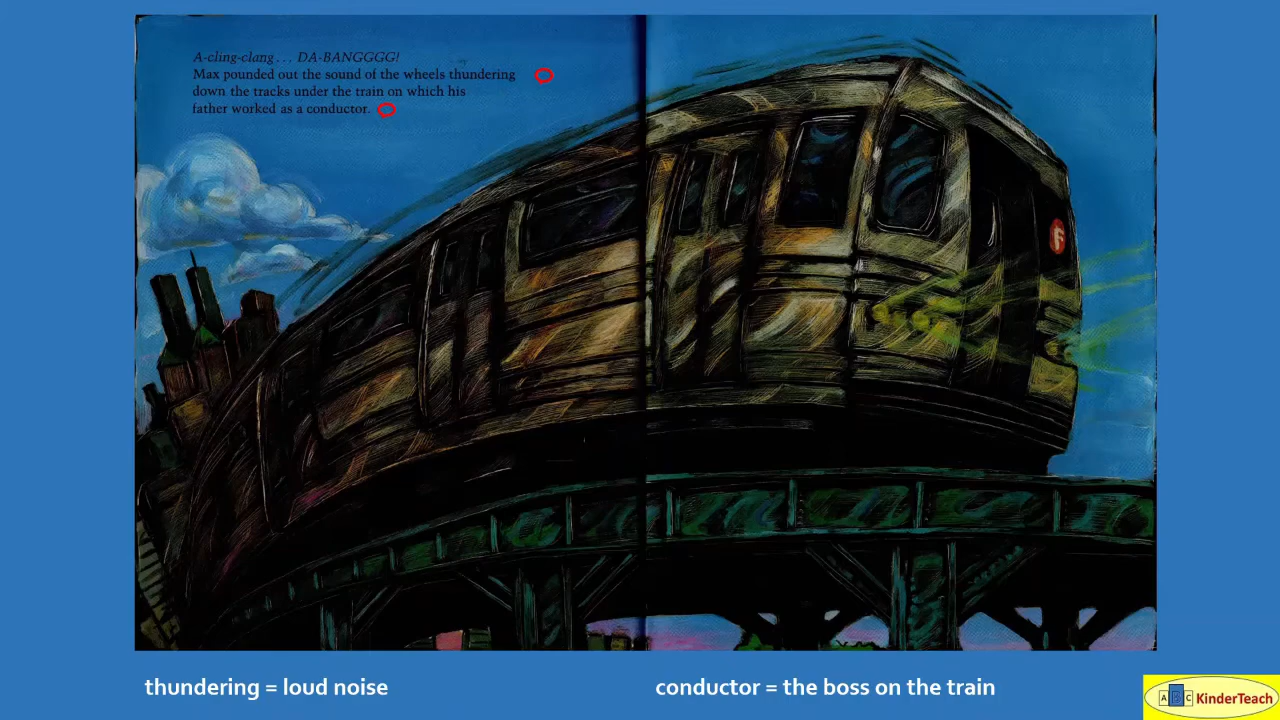 A-cling-clang . . . DA-BANGGGG!
Max pounded out the sound of the wheels thundering
down the tracks under the train on which his
father worked as a conductor.
F
thundering = loud noise
conductor = the boss on the train
ABC KinderTeach